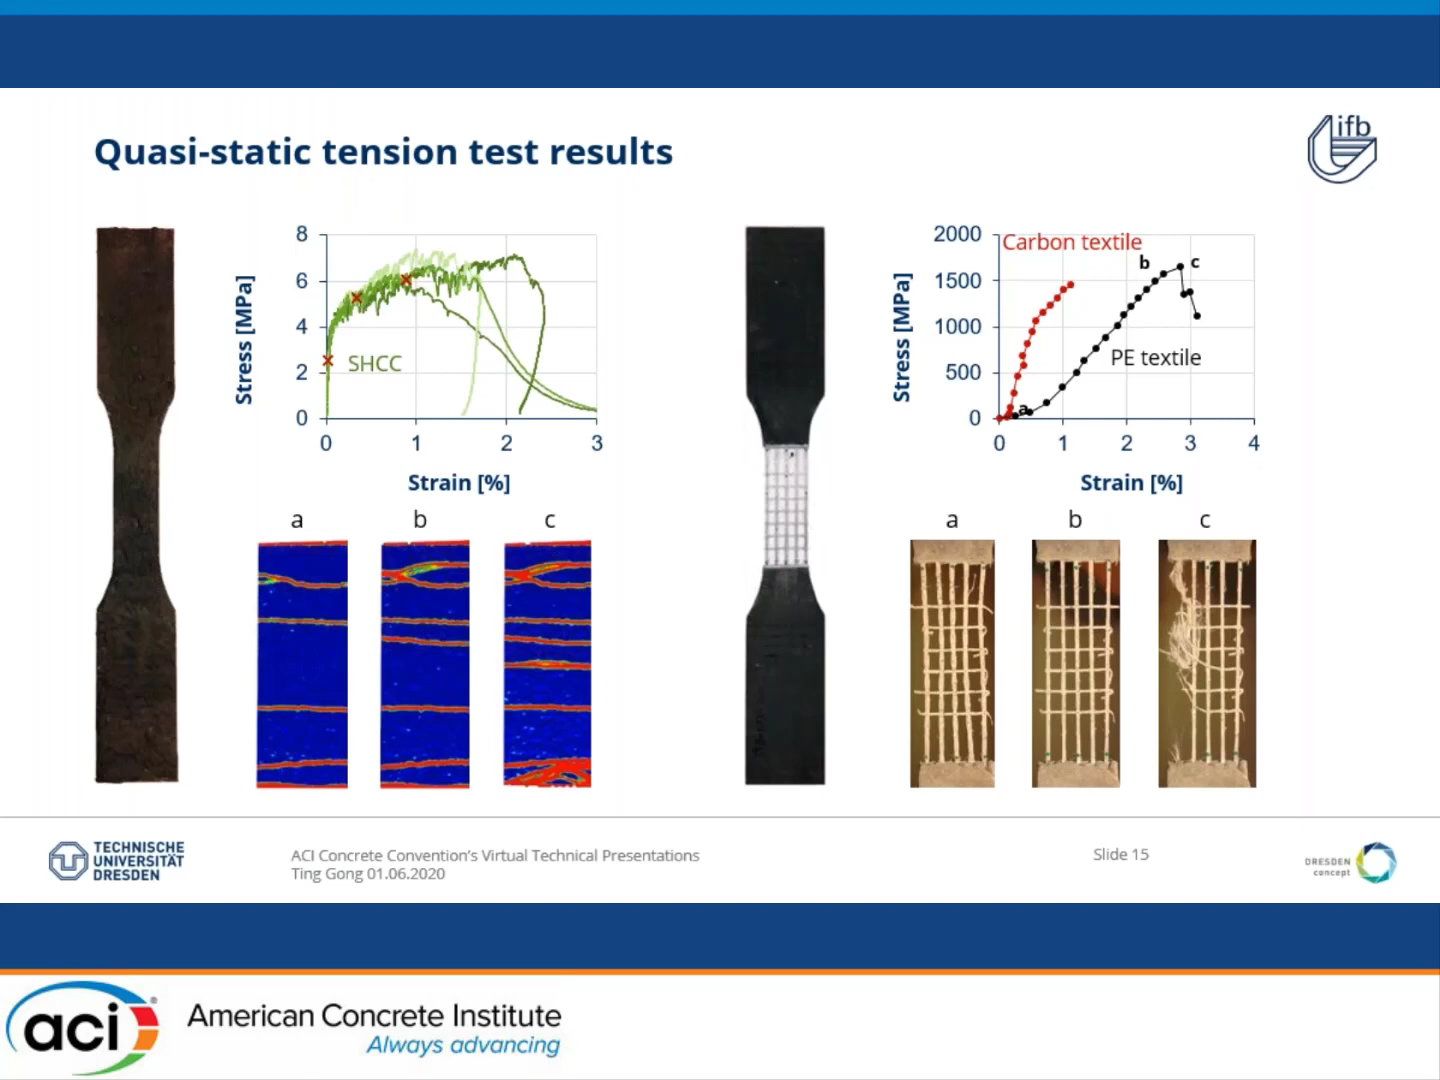 Quasi-static tension test results
ifb
Stress [MPa]
8
6
4
2
0
SHCC
0 1 2 3
Strain [%]
a b c
Stress [MPa]
2000
1500
1000
500
0
Carbon textile
b c
PE textile
a
0 1 2 3 4
Strain [%]
a b c
TECHNISCHE
UNIVERSITÄT
DRESDEN
ACI Concrete Convention's Virtual Technical Presentations
Ting Gong 01.06.2020
Slide 15
DRESDEN
concept
aci
American Concrete Institute
Always advancing